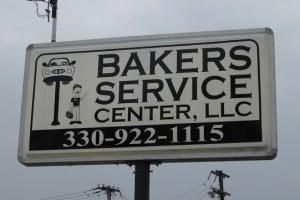 BAKERS
SERVICE
CENTER, LLC
330-922-1115